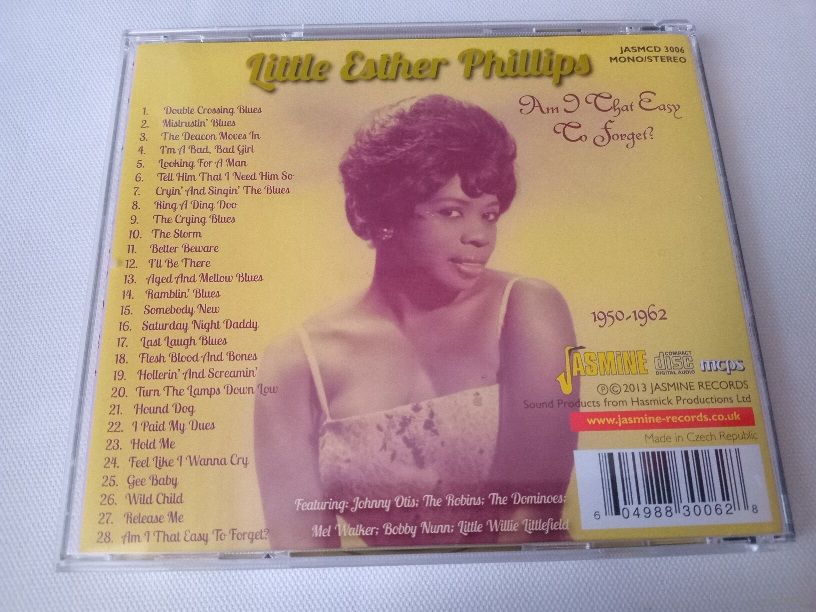 Little Esther Phillips
JASMCD 3006
MONO/STEREO
Am I That Easy
To Forget?
1. Double Crossing Blues
2. Mistrustin' Blues
3. The Deacon Moves In
4. I'm A Bad, Bad Girl
5. Looking For A Man
6. Tell Him That I Need Him So
7. Cryin' And Singin' The Blues
8. Ring A Ding Doo
9. The Crying Blues
10. The Storm
11. Better Beware
12. I'll Be There
13. Aged And Mellow Blues
14. Ramblin' Blues
15. Somebody New
16. Saturday Night Daddy
17. Last Laugh Blues
18. Flesh Blood And Bones
19. Hollerin' And Screamin'
20. Turn The Lamps Down Low
21. Hound Dog
22. I Paid My Dues
23. Hold Me
24. Feel Like I Wanna Cry
25. Gee Baby
26. Wild Child
27. Release Me
28. Am I That Easy To Forget?
1950-1962
JASMINE
COMPACT
disc
DIGITAL AUDIO
mcps
℗©2013 JASMINE RECORDS
Sound Products from Hasmick Productions Ltd
www.jasmine-records.co.uk
Made in Czech Republic
Featuring: Johnny Otis; The Robins; The Dominoes;
Mel Walker; Bobby Nunn; Little Willie Littlefield
6 04988 30062 8